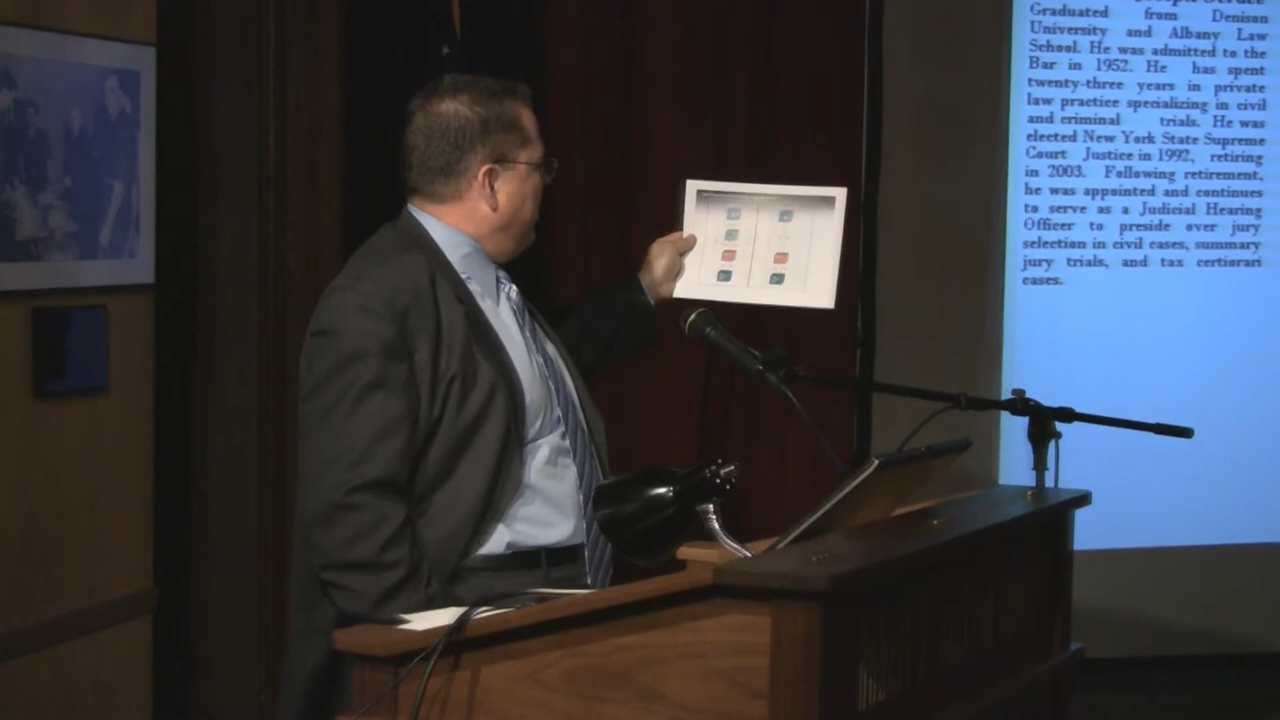 Graduated from Denison
University and Albany Law
School. He was admitted to the
Bar in 1952. He has spent
twenty-three years in private
law practice specializing in civil
and criminal trials. He was
elected New York State Supreme
Court Justice in 1992, retiring
in 2003. Following retirement,
he was appointed and continues
to serve as a Judicial Hearing
Officer to preside over jury
selection in civil cases, summary
jury trials, and tax certiorari
cases.